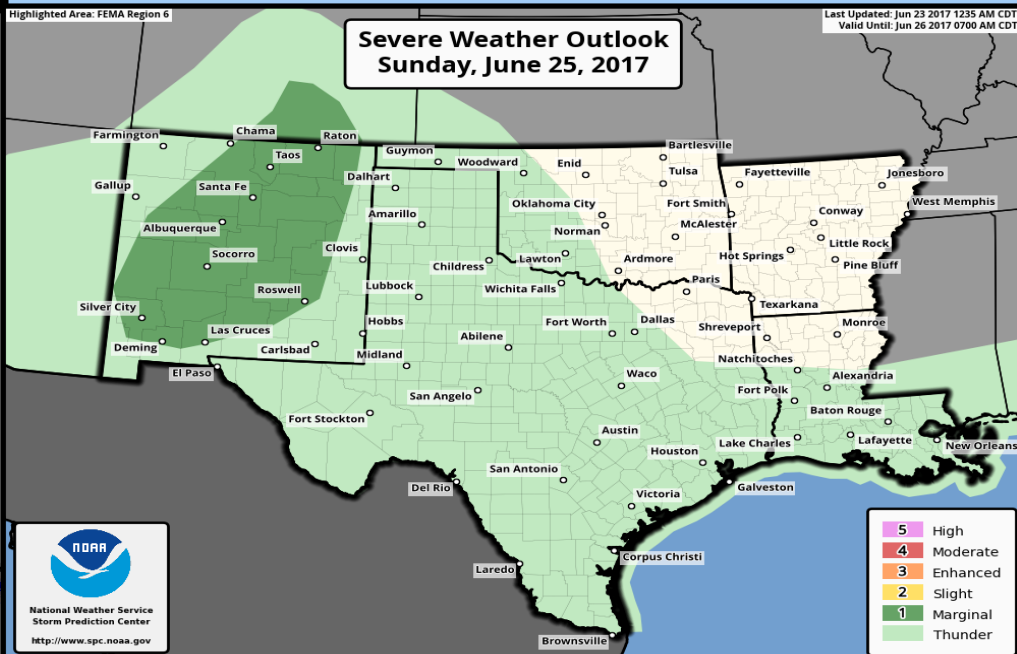 Highlighted Area: FEMA Region 6
Last Updated: Jun 23 2017 1235 AM CDT
Valid Until: Jun 26 2017 0700 AM CDT
Severe Weather Outlook
Sunday, June 25, 2017
Farmington
Chama
Raton
Taos
Gallup
Santa Fe
Albuquerque
Socorro
Clovis
Roswell
Silver City
Las Cruces
Deming
Carlsbad
Hobbs
El Paso
Guymon
Woodward
Enid
Bartlesville
Tulsa
Dalhart
Amarillo
Oklahoma City
Norman
Fort Smith
McAlester
Childress
Lawton
Ardmore
Wichita Falls
Paris
Fayetteville
Jonesboro
West Memphis
Conway
Little Rock
Hot Springs
Pine Bluff
Texarkana
Lubbock
Abilene
Fort Worth
Dallas
Shreveport
Monroe
Midland
Natchitoches
Alexandria
San Angelo
Waco
Fort Polk
Baton Rouge
Fort Stockton
Austin
Lake Charles
Lafayette
New Orleans
Houston
San Antonio
Del Rio
Galveston
Victoria
Laredo
Corpus Christi
Brownsville
NOAA
National Weather Service
Storm Prediction Center
http://www.spc.noaa.gov
5 High
4 Moderate
3 Enhanced
2 Slight
1 Marginal
Thunder